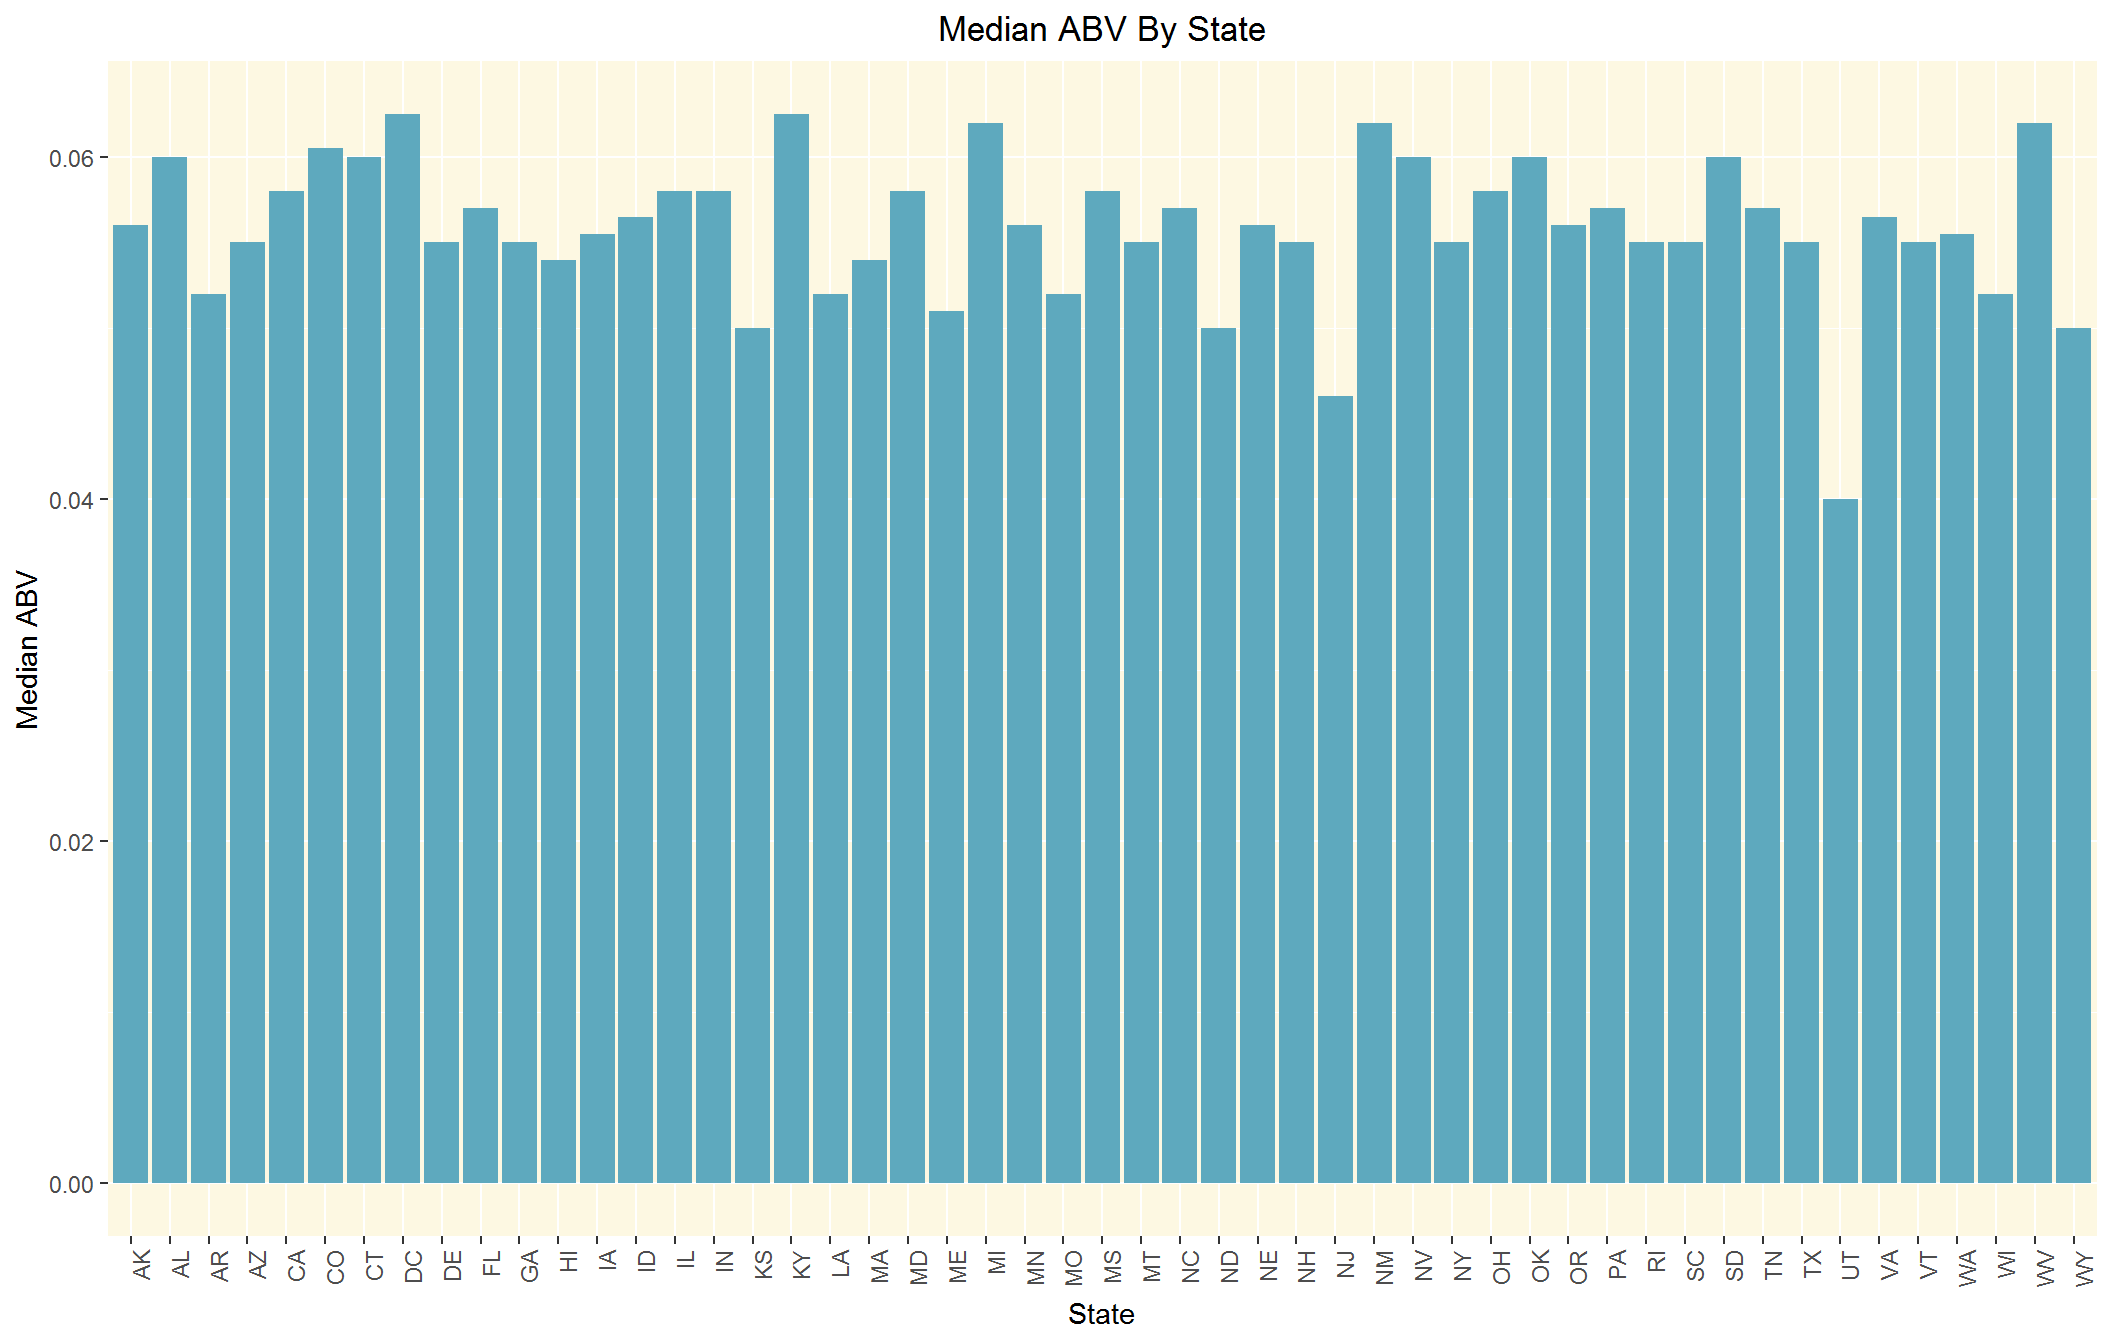 Median ABV By State
Median ABV
0.06
0.04
0.02
0.00
AK AL AR AZ CA CO CT DC DE FL GA HI IA ID IL IN KS KY LA MA MD ME MI MN MO MS MT NC ND NE NH NJ NM NV NY OH OK OR PA RI SC SD TN TX UT VA VT WA WI WV WY
State